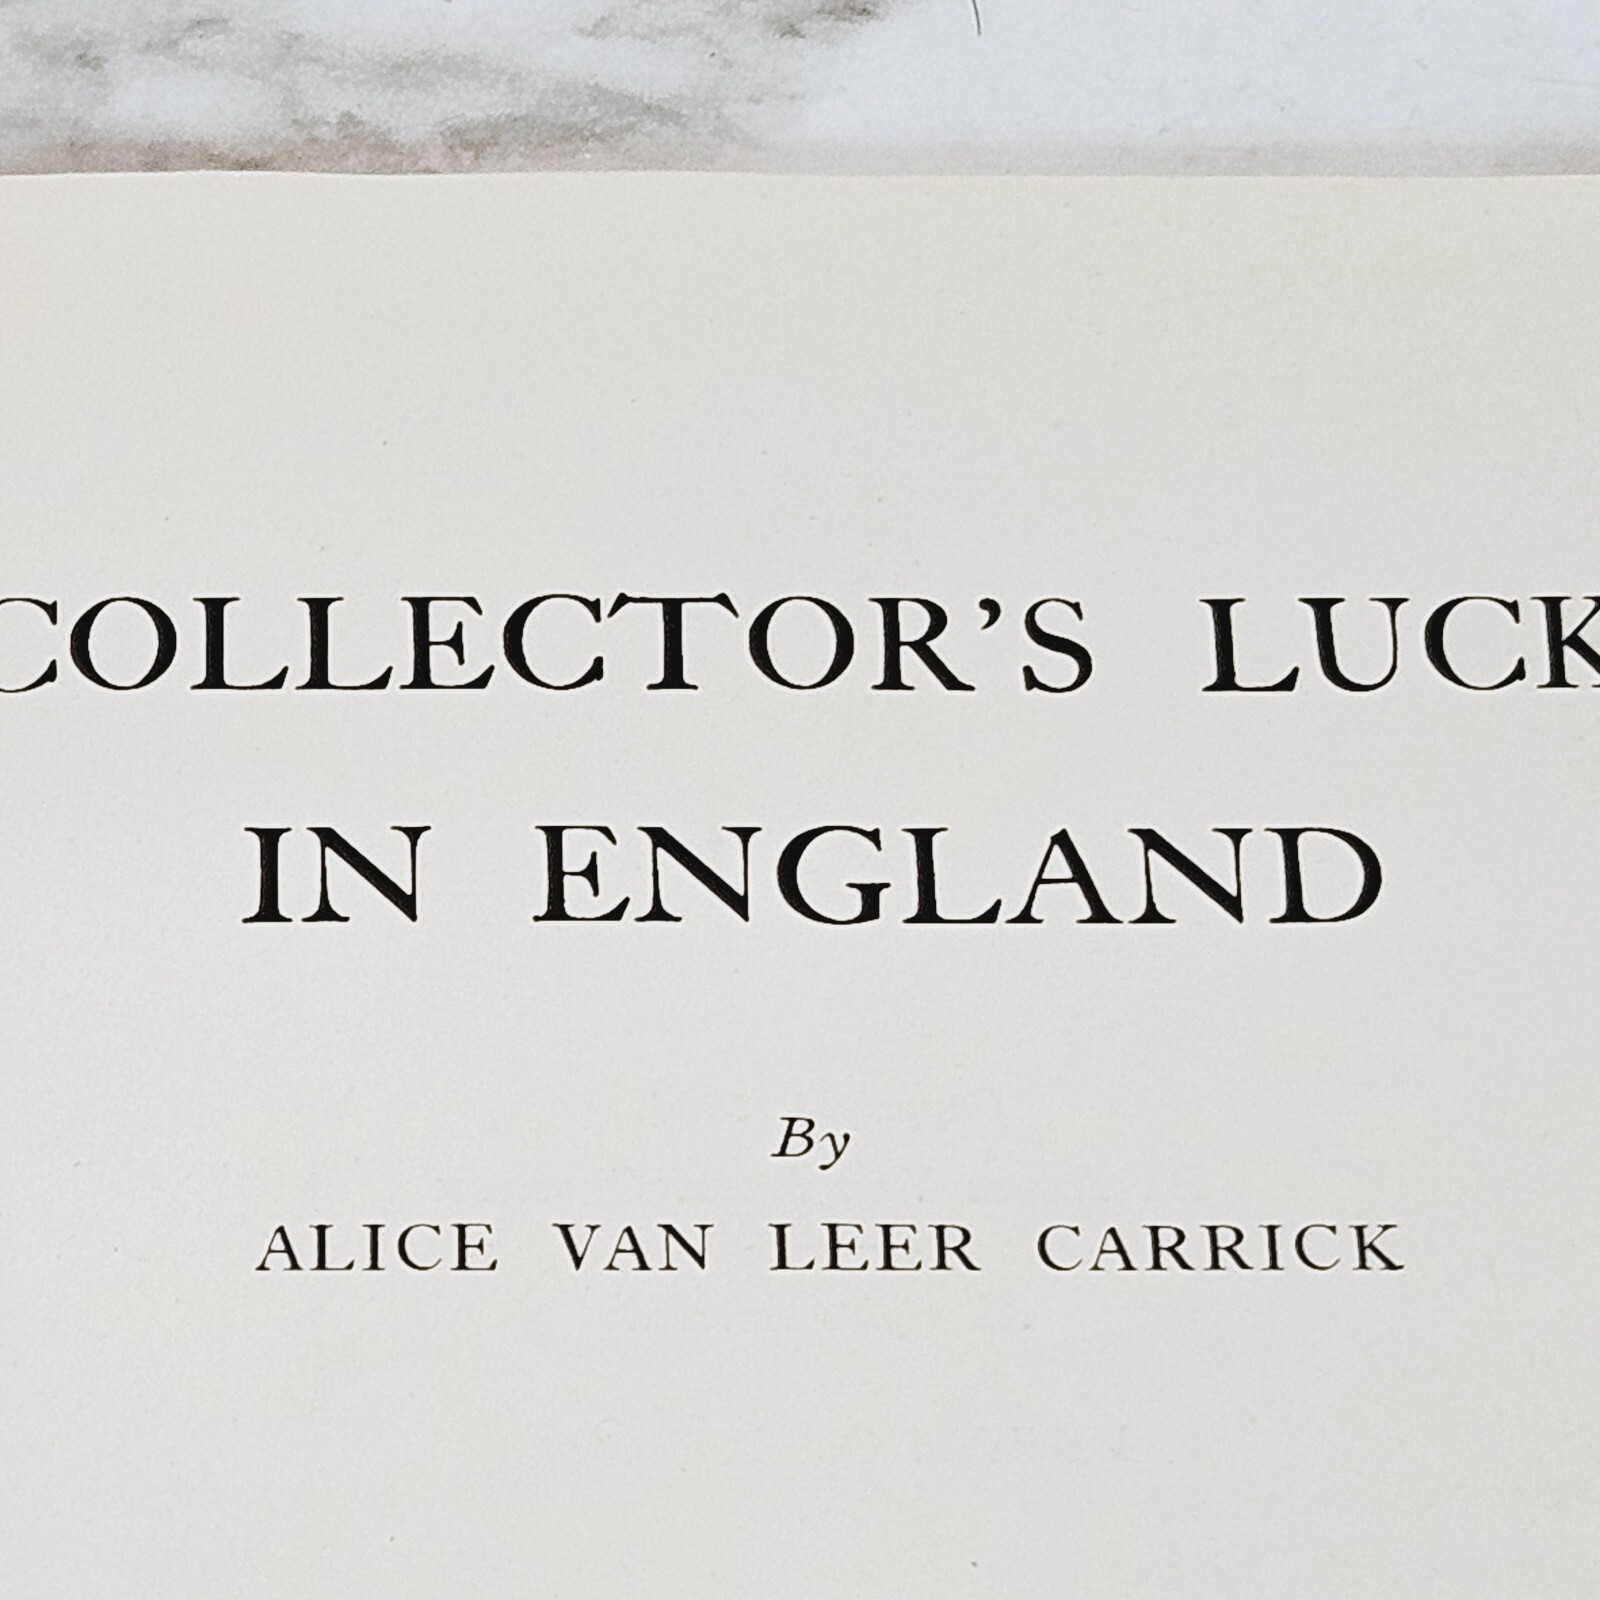 COLLECTOR'S LUCK
IN ENGLAND
By
ALICE VAN LEER CARRICK